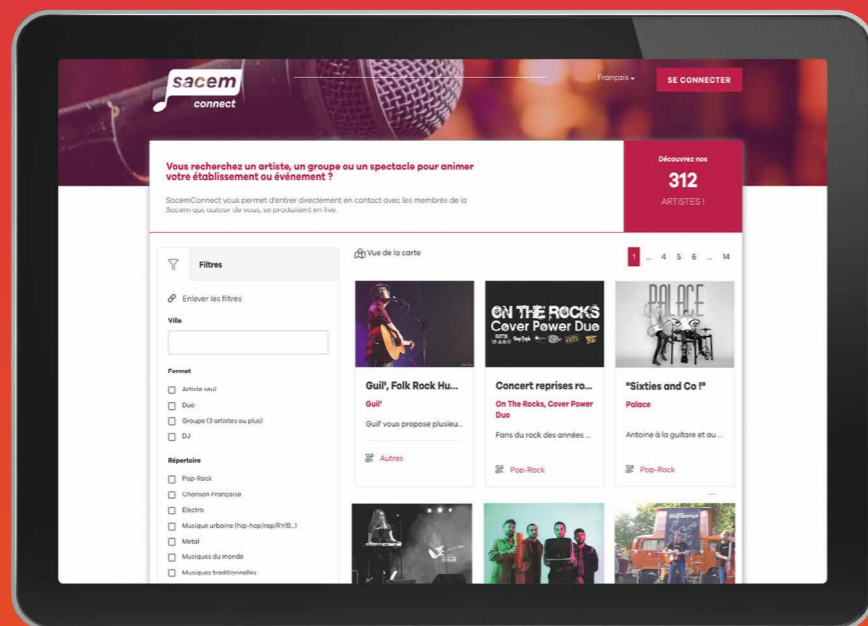 sacem
connect
Français
SE CONNECTER
Vous recherchez un artiste, un groupe ou un spectacle pour animer
votre établissement ou événement ?
SacemConnect vous permet d'entrer directement en contact avec les membres de la
Sacem qui, autour de vous, se produisent en live.
Découvrez nos
312
ARTISTES !
Filtres
Enlever les filtres
Ville
Format
Artiste seul
Duo
Groupe (3 artistes ou plus)
DJ
Répertoire
Pop-Rock
Chanson Française
Electro
Musique urbaine (hip-hop/rap/R'n'B..)
Metal
Musiques du monde
Musiques traditionnelles
Vue de la carte
1 ... 4 5 6 ... 14
Guil', Folk Rock Hu...
Guil'
Guil' vous propose plusieu...
Autres
ON THE ROCKS
Cover Power Duo
Concert reprises ro...
On The Rocks, Cover Power
Duo
Fans du rock des années ...
Pop-Rock
PALACE
"Sixties and Co !"
Palace
Antoine à la guitare et au ...
Pop-Rock